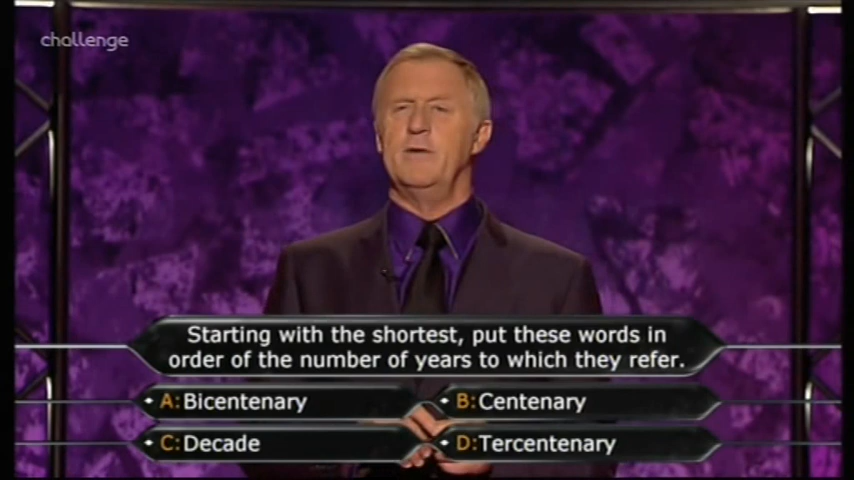 challenge
Starting with the shortest, put these words in
order of the number of years to which they refer.
A: Bicentenary
B: Centenary
C: Decade
D: Tercentenary